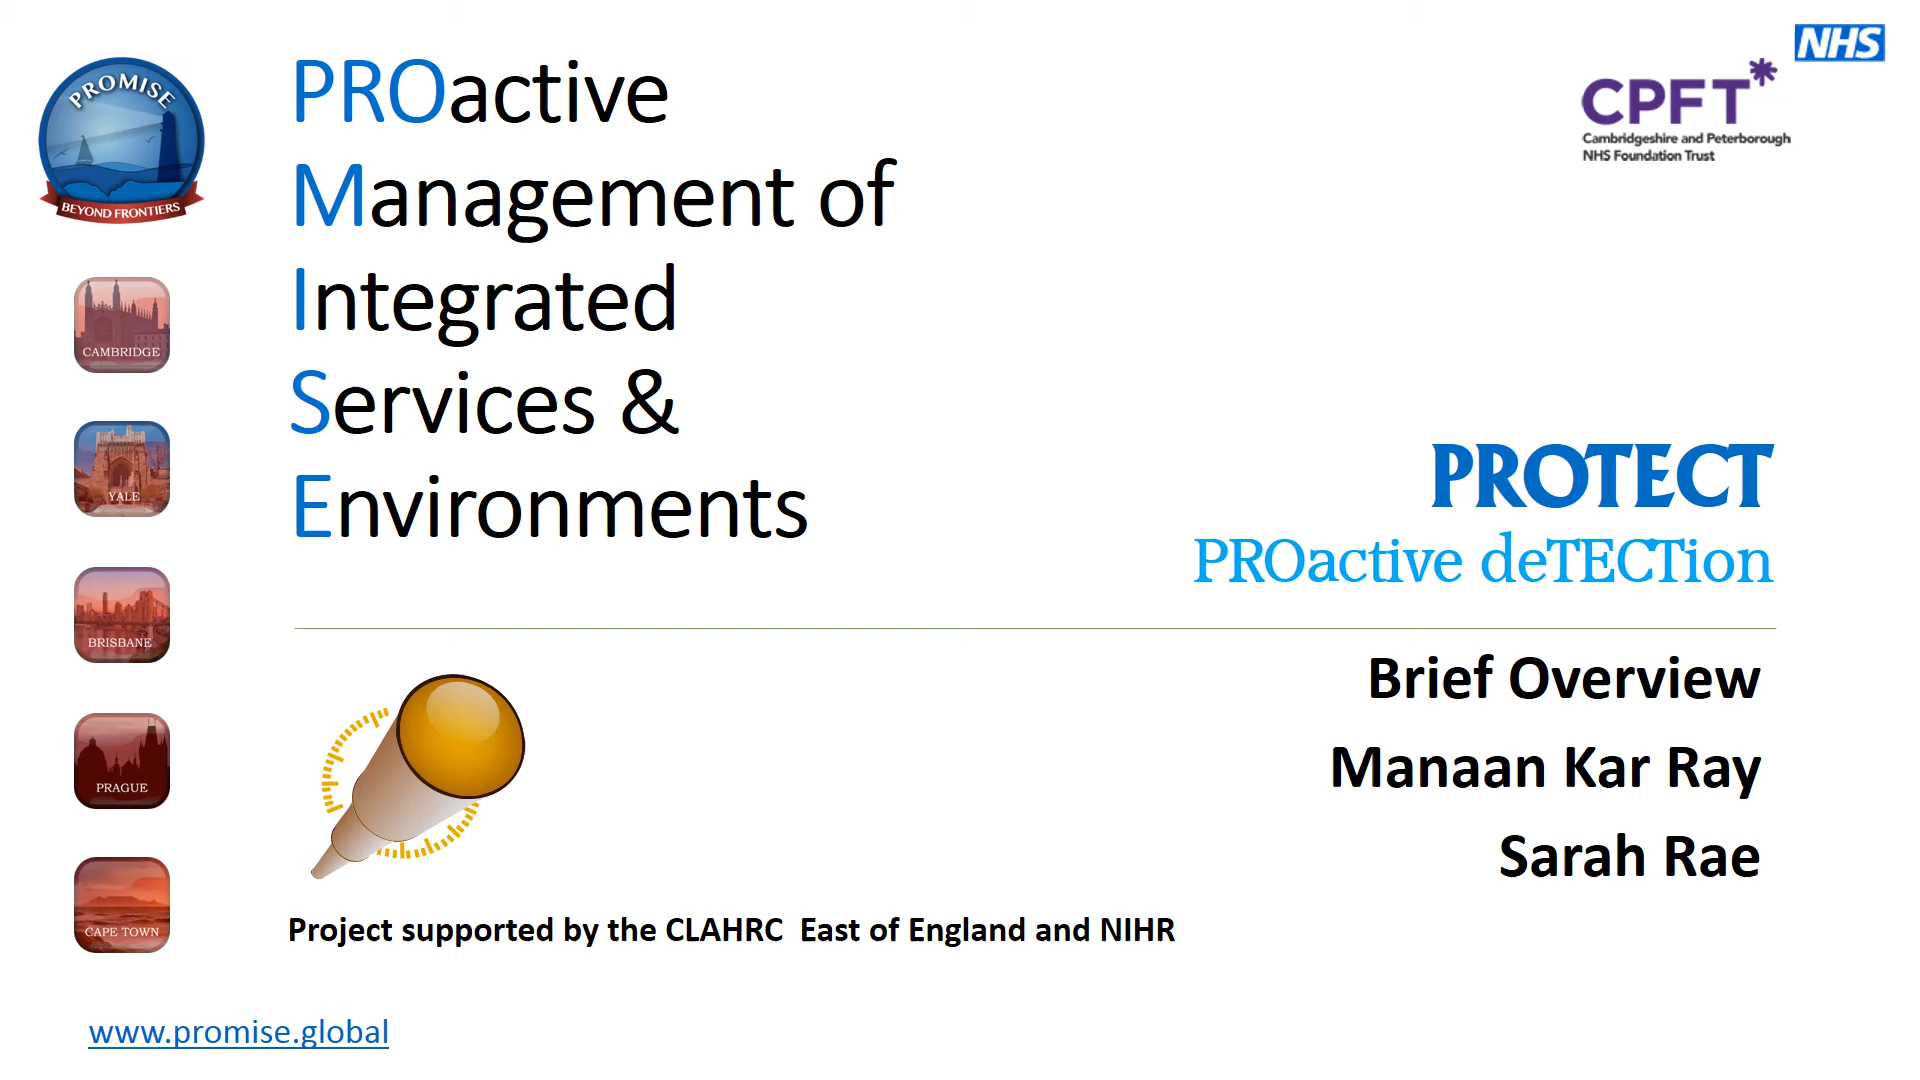 PROMISE
BEYOND FRONTIERS
CAMBRIDGE
YALE
BRISBANE
PRAGUE
CAPE TOWN
PROactive
Management of
Integrated
Services &
Environments
NHS
CPFT*
Cambridgeshire and Peterborough
NHS Foundation Trust
PROTECT
PROactive deTECTion
Brief Overview
Manaan Kar Ray
Sarah Rae
Project supported by the CLAHRC  East of England and NIHR
www.promise.global